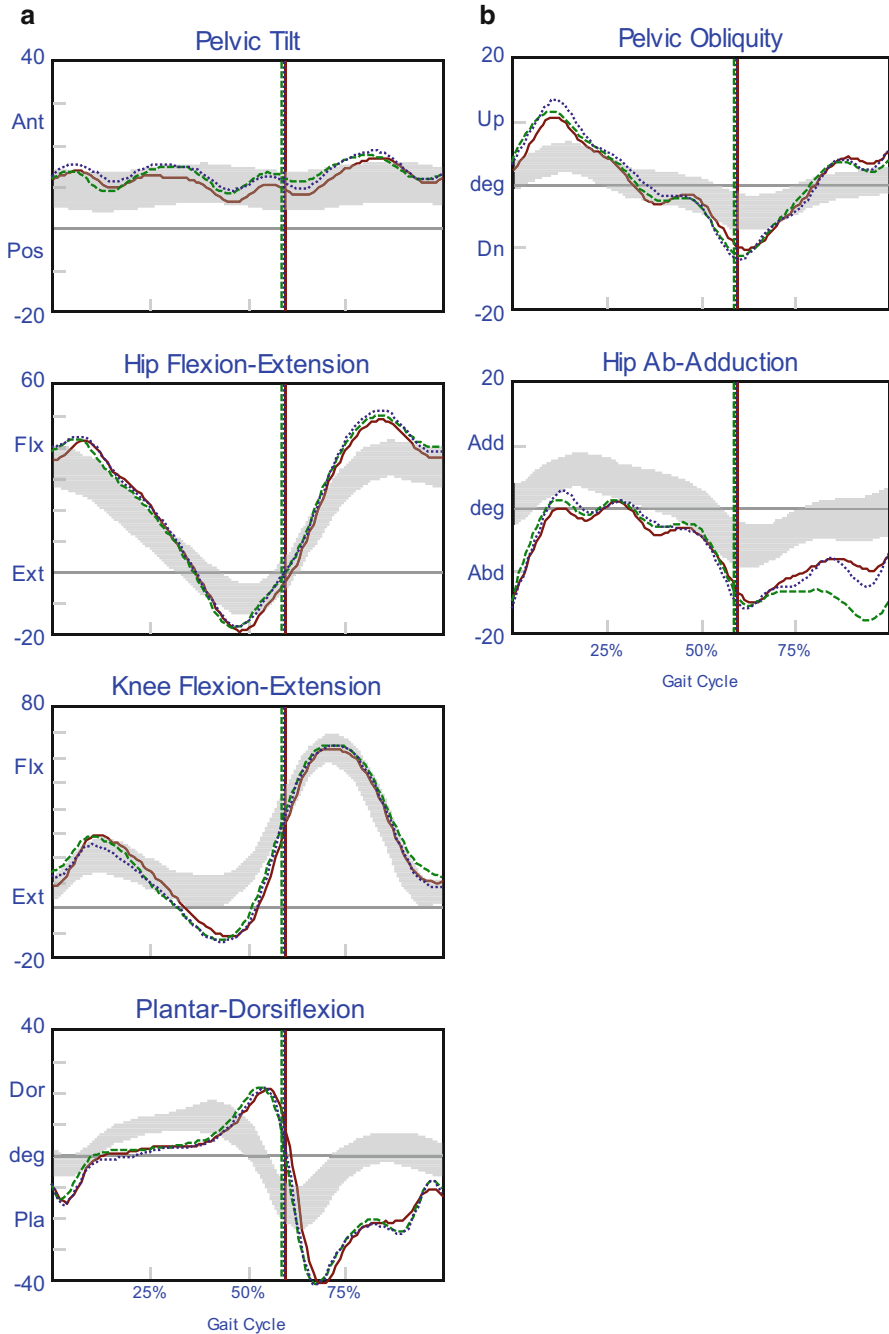 a
Pelvic Tilt
40
Ant
Pos
-20
Hip Flexion-Extension
60
Flx
Ext
-20
Knee Flexion-Extension
80
Flx
Ext
-20
Plantar-Dorsiflexion
40
Dor
deg
Pla
-40
25% 50% 75%
Gait Cycle
b
Pelvic Obliquity
20
Up
deg
Dn
-20
Hip Ab-Adduction
20
Add
deg
Abd
-20
25% 50% 75%
Gait Cycle